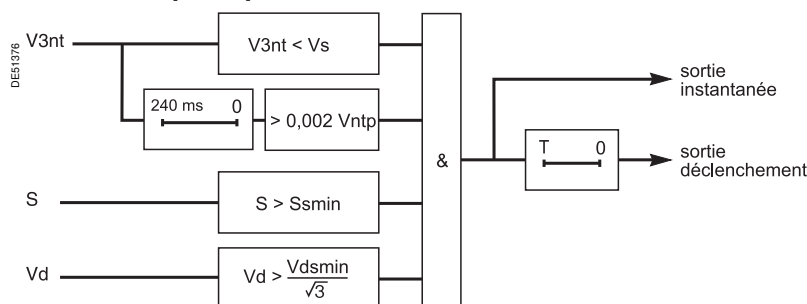 DE51376
V3nt
V3nt < Vs
240 ms 0
> 0,002 Vntp
S
S > Ssmin
Vd
Vd > Vdsmin
√3
&
T 0
sortie
instantanée
sortie
déclenchement